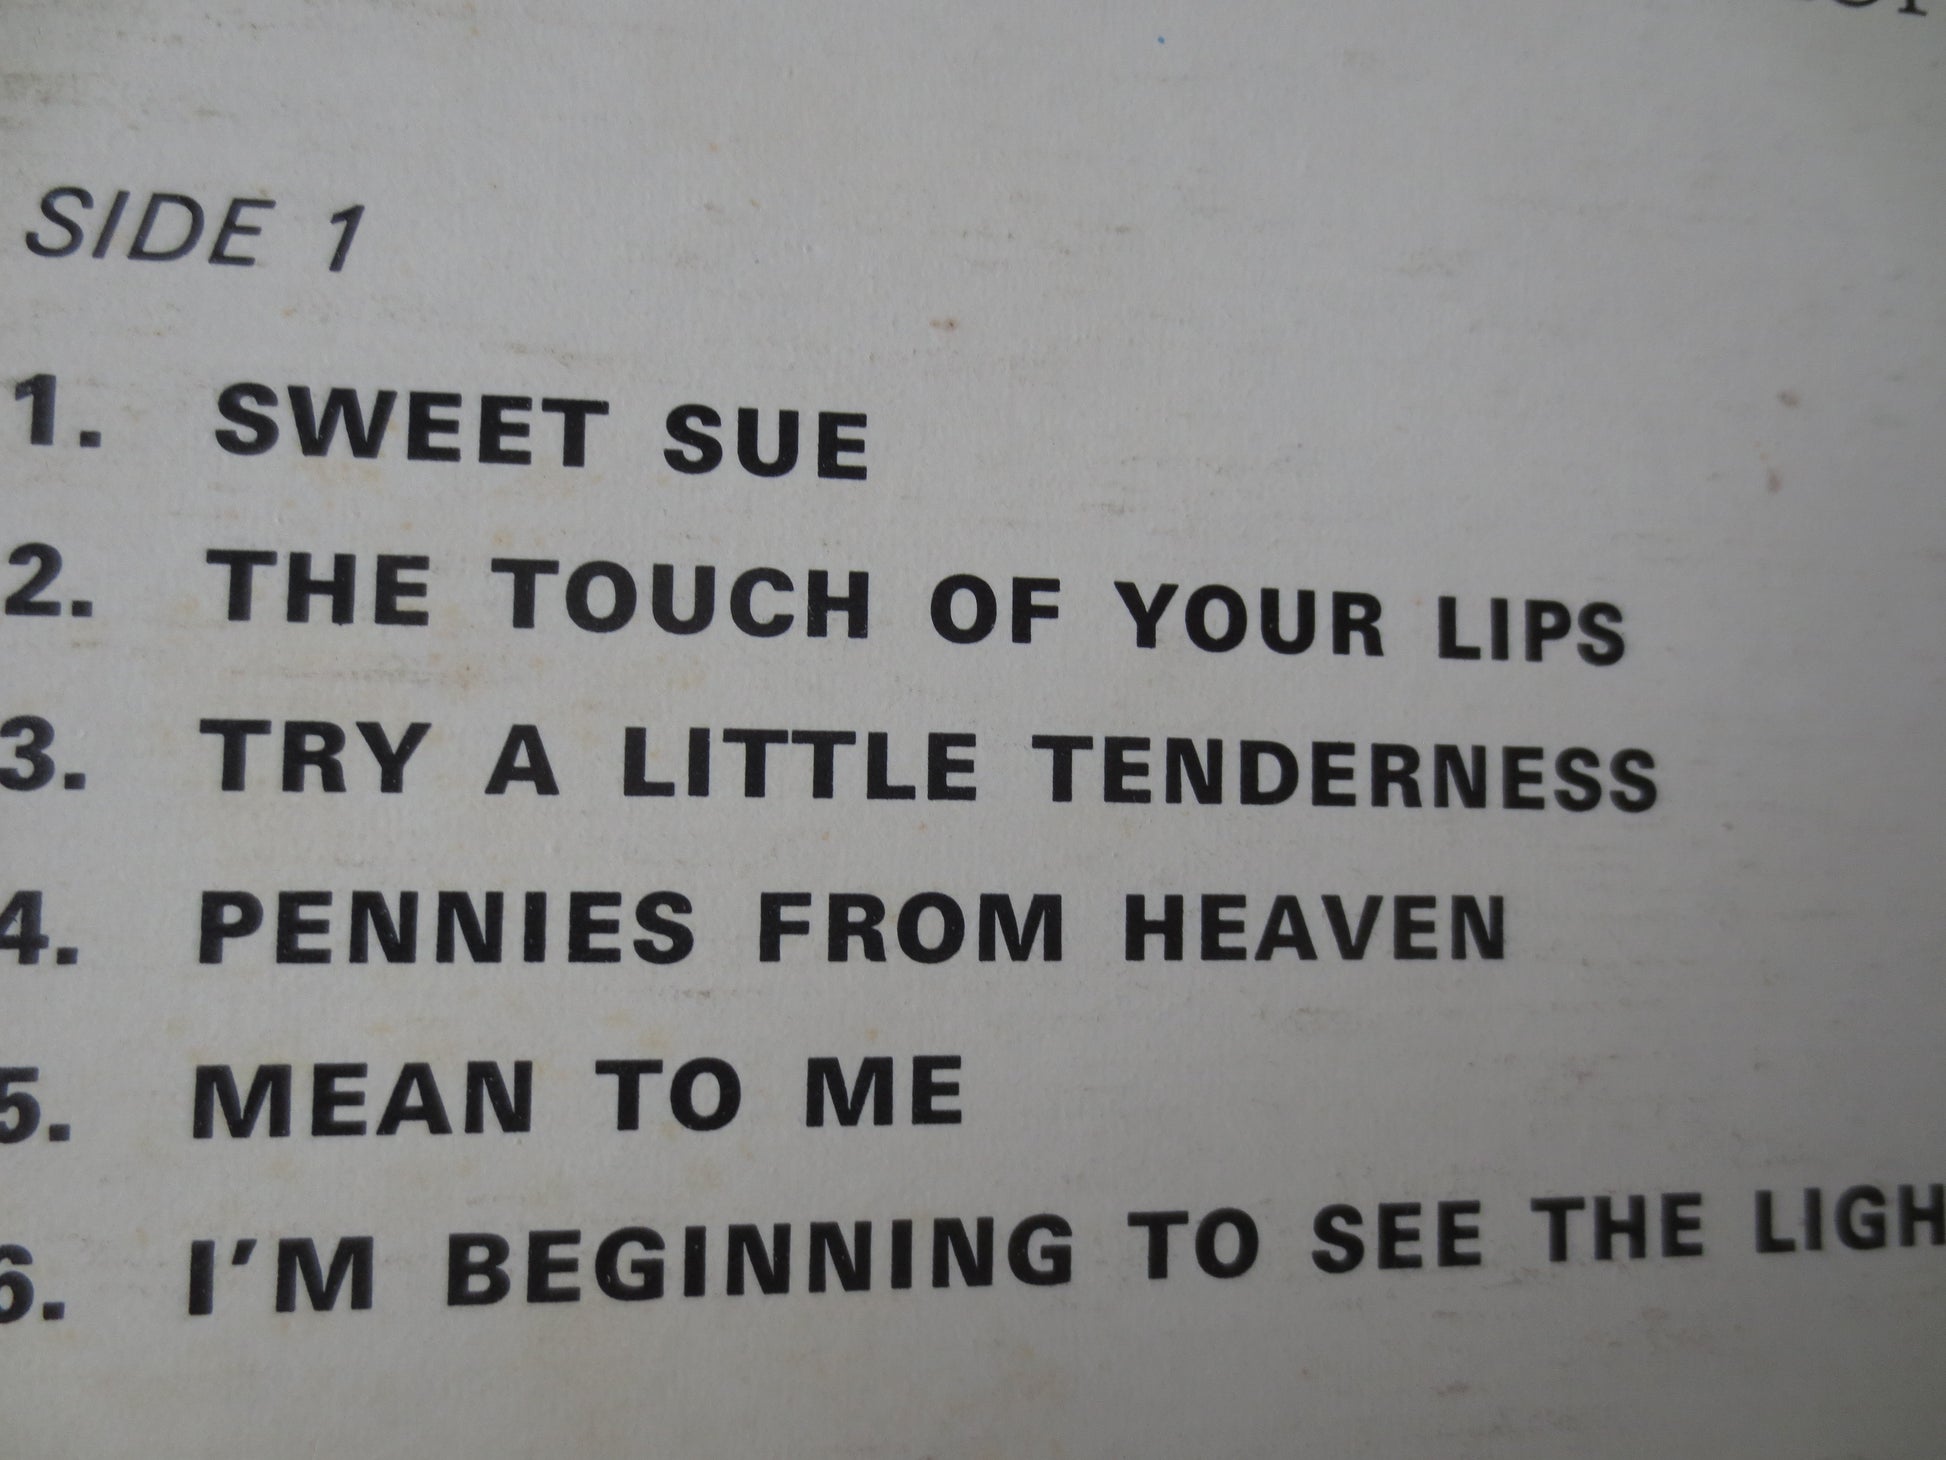 SIDE 1
1. SWEET SUE
2. THE TOUCH OF YOUR LIPS
3. TRY A LITTLE TENDERNESS
4. PENNIES FROM HEAVEN
5. MEAN TO ME
6. I'M BEGINNING TO SEE THE LIGH